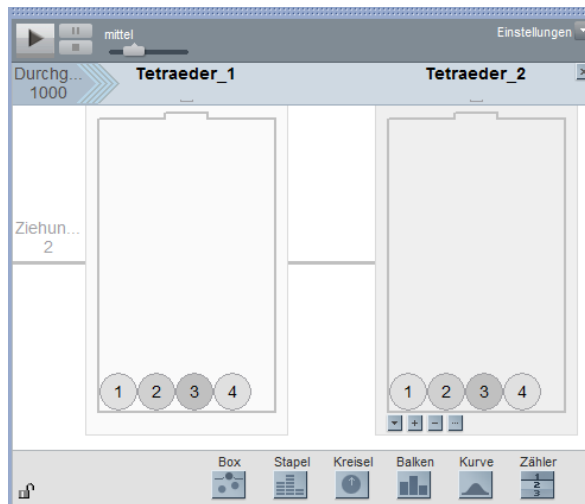 mittel
Einstellungen
Durchg...
1000
Tetraeder_1
Tetraeder_2
Ziehun...
2
1 2 3 4
1 2 3 4
Box Stapel Kreisel Balken Kurve Zähler
1
2
3